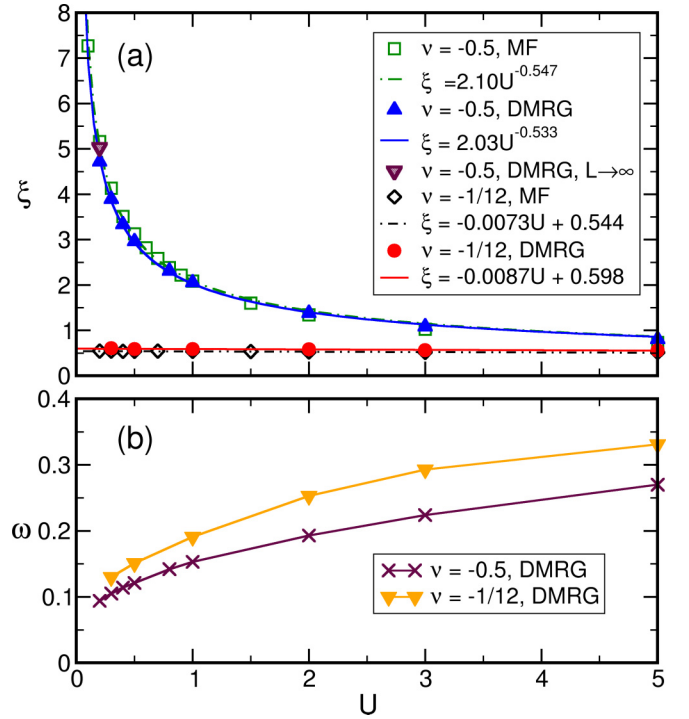 8
7
6
5
4
3
2
1
0
ξ
(a)
ν = -0.5, MF
ξ =2.10U^-0.547
ν = -0.5, DMRG
ξ = 2.03U^-0.533
ν = -0.5, DMRG, L→∞
ν = -1/12, MF
ξ = -0.0073U + 0.544
ν = -1/12, DMRG
ξ = -0.0087U + 0.598
0.4
0.3
0.2
0.1
0
ω
(b)
ν = -0.5, DMRG
ν = -1/12, DMRG
0 1 2 3 4 5
U